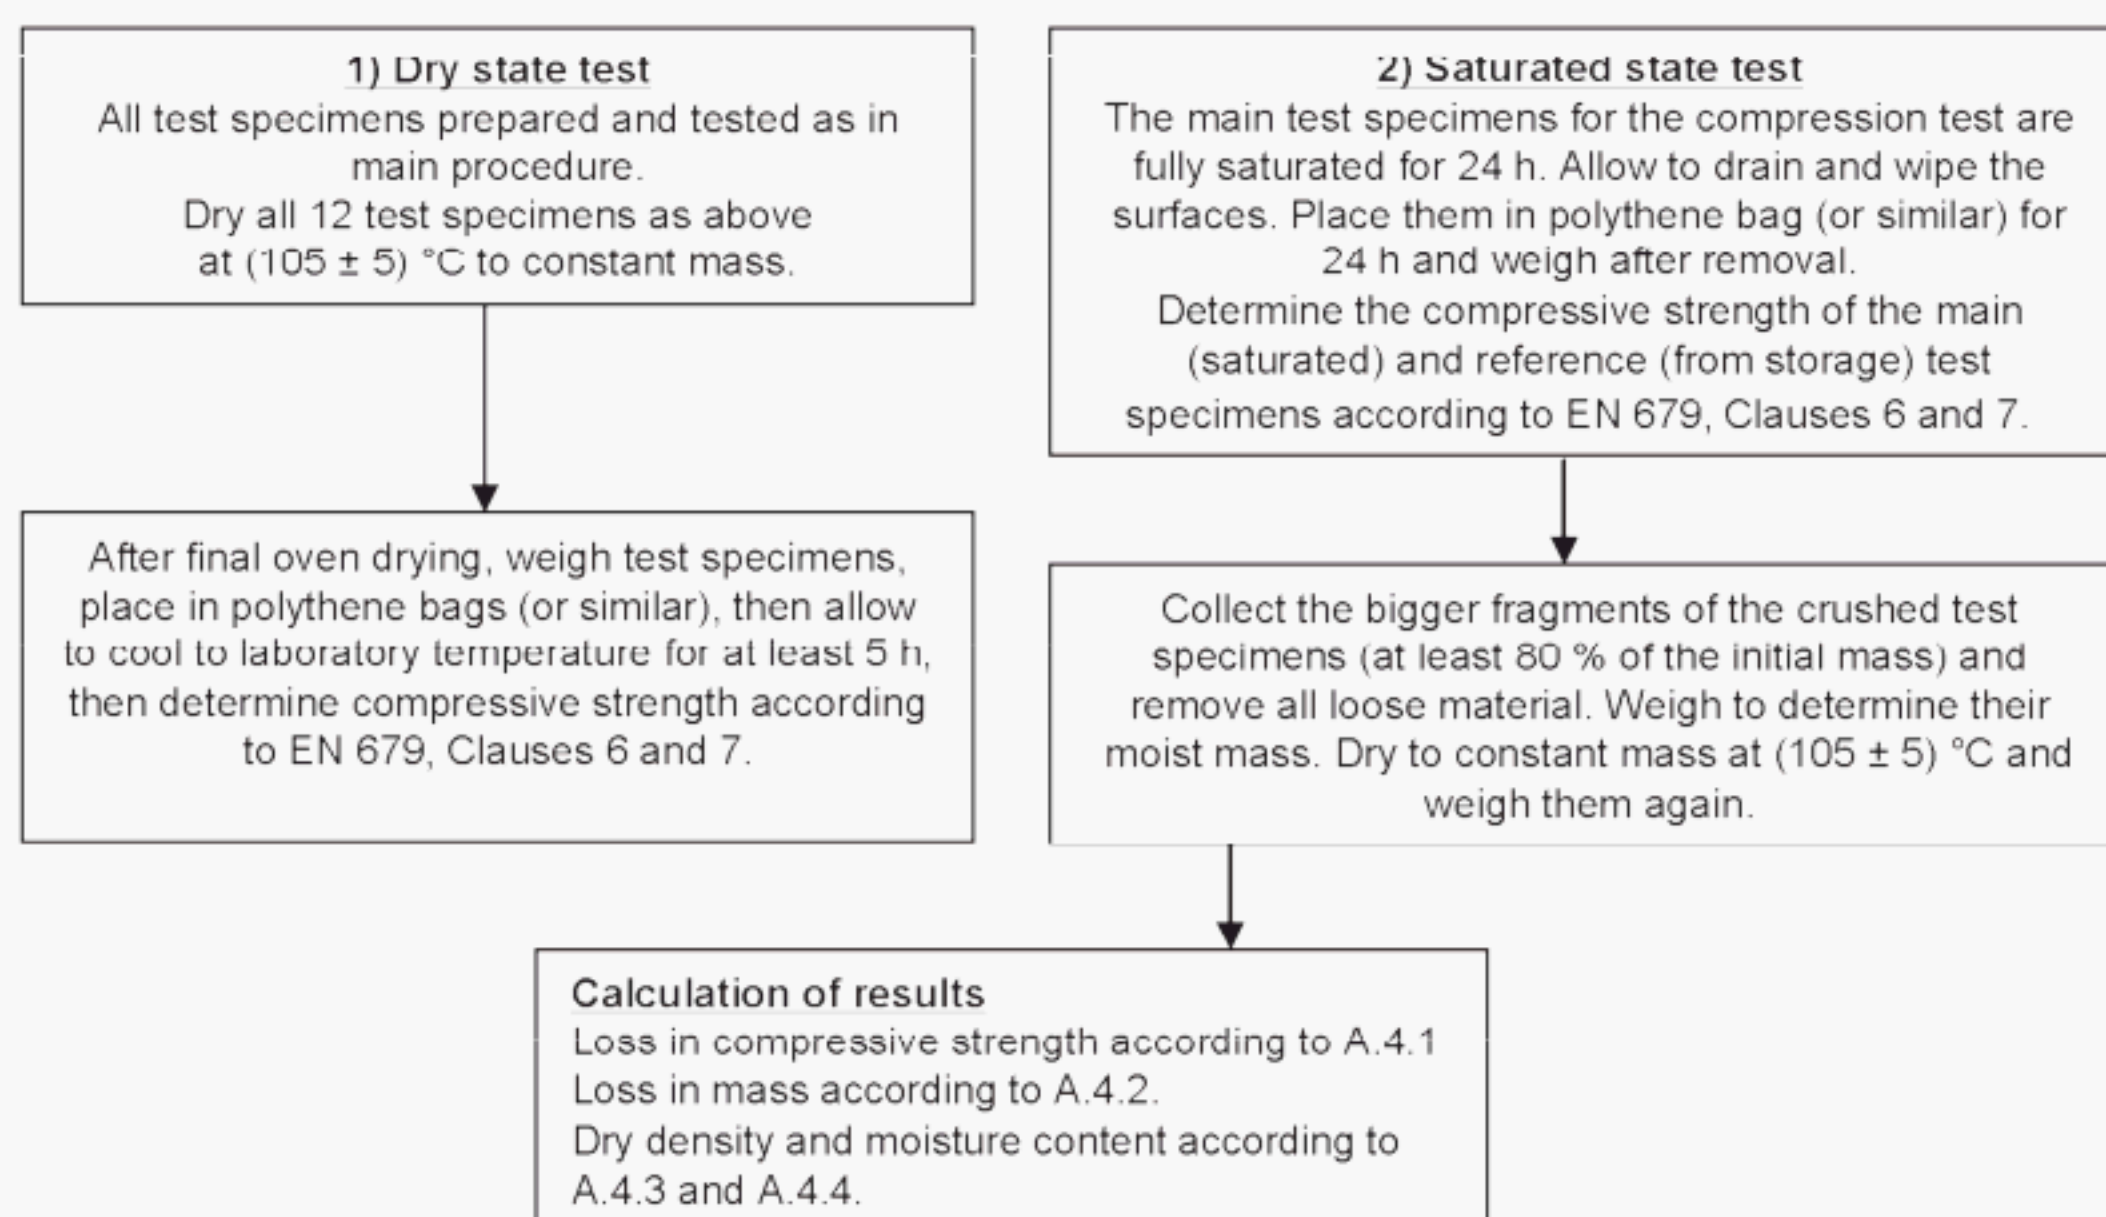 1) Dry state test
All test specimens prepared and tested as in
main procedure.
Dry all 12 test specimens as above
at (105 ± 5) °C to constant mass.
After final oven drying, weigh test specimens,
place in polythene bags (or similar), then allow
to cool to laboratory temperature for at least 5 h,
then determine compressive strength according
to EN 679, Clauses 6 and 7.
2) Saturated state test
The main test specimens for the compression test are
fully saturated for 24 h. Allow to drain and wipe the
surfaces. Place them in polythene bag (or similar) for
24 h and weigh after removal.
Determine the compressive strength of the main
(saturated) and reference (from storage) test
specimens according to EN 679, Clauses 6 and 7.
Collect the bigger fragments of the crushed test
specimens (at least 80 % of the initial mass) and
remove all loose material. Weigh to determine their
moist mass. Dry to constant mass at (105 ± 5) °C and
weigh them again.
Calculation of results
Loss in compressive strength according to A.4.1
Loss in mass according to A.4.2.
Dry density and moisture content according to
A.4.3 and A.4.4.